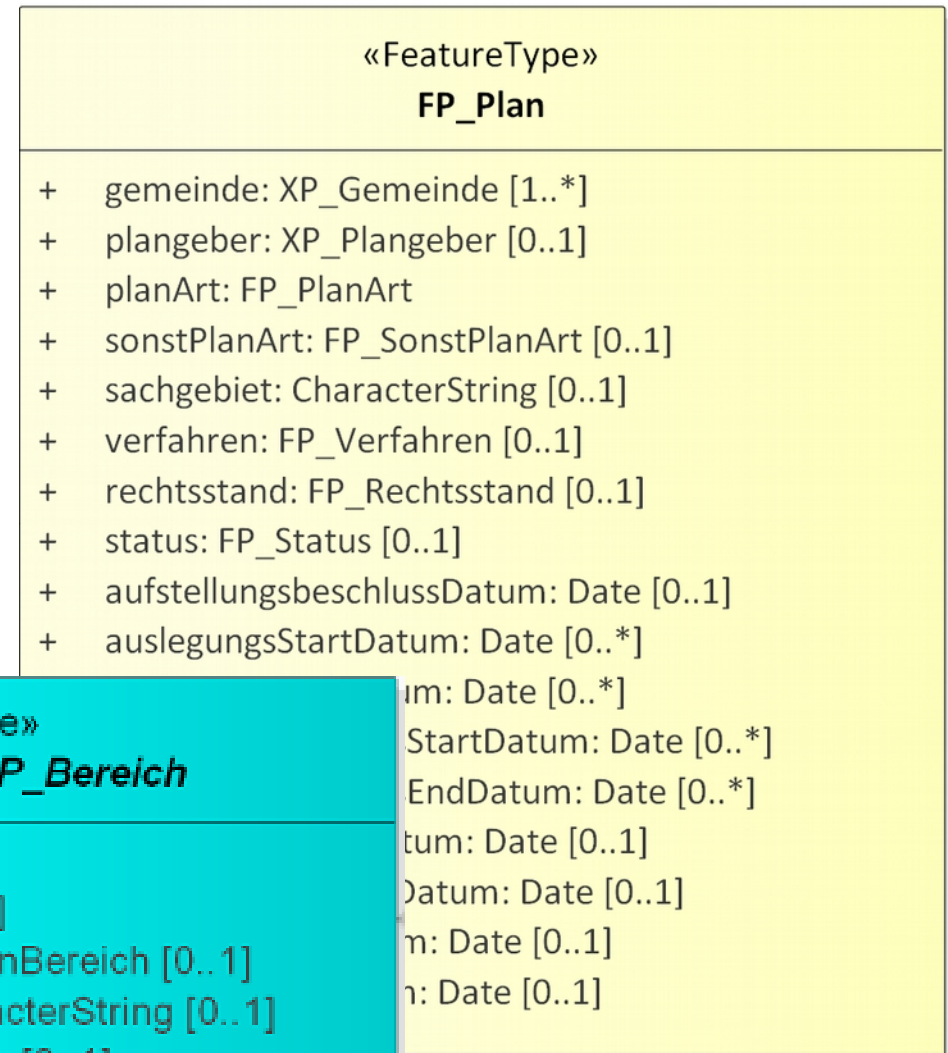 «FeatureType»
FP_Plan
+ gemeinde: XP_Gemeinde [1..*]
+ plangeber: XP_Plangeber [0..1]
+ planArt: FP_PlanArt
+ sonstPlanArt: FP_SonstPlanArt [0..1]
+ sachgebiet: CharacterString [0..1]
+ verfahren: FP_Verfahren [0..1]
+ rechtsstand: FP_Rechtsstand [0..1]
+ status: FP_Status [0..1]
+ aufstellungsbeschlussDatum: Date [0..1]
+ auslegungsStartDatum: Date [0..*]
um: Date [0..*]
StartDatum: Date [0..*]
EndDatum: Date [0..*]
tum: Date [0..1]
Datum: Date [0..1]
m: Date [0..1]
: Date [0..1]
e»
P_Bereich
]
nBereich [0..1]
acterString [0..1]
[0..1]